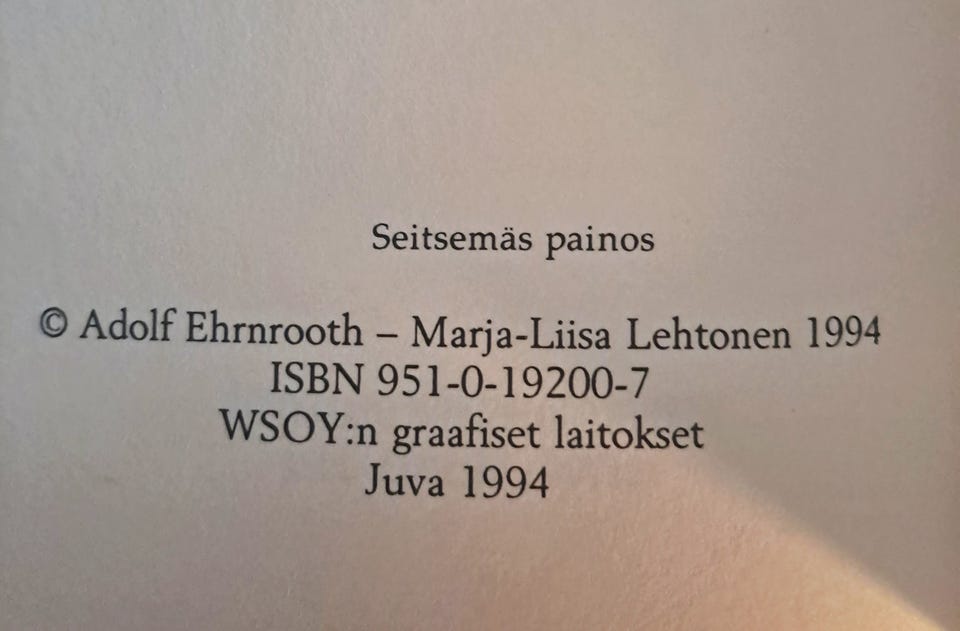 Seitsemäs painos
© Adolf Ehrnrooth – Marja-Liisa Lehtonen 1994
ISBN 951-0-19200-7
WSOY:n graafiset laitokset
Juva 1994